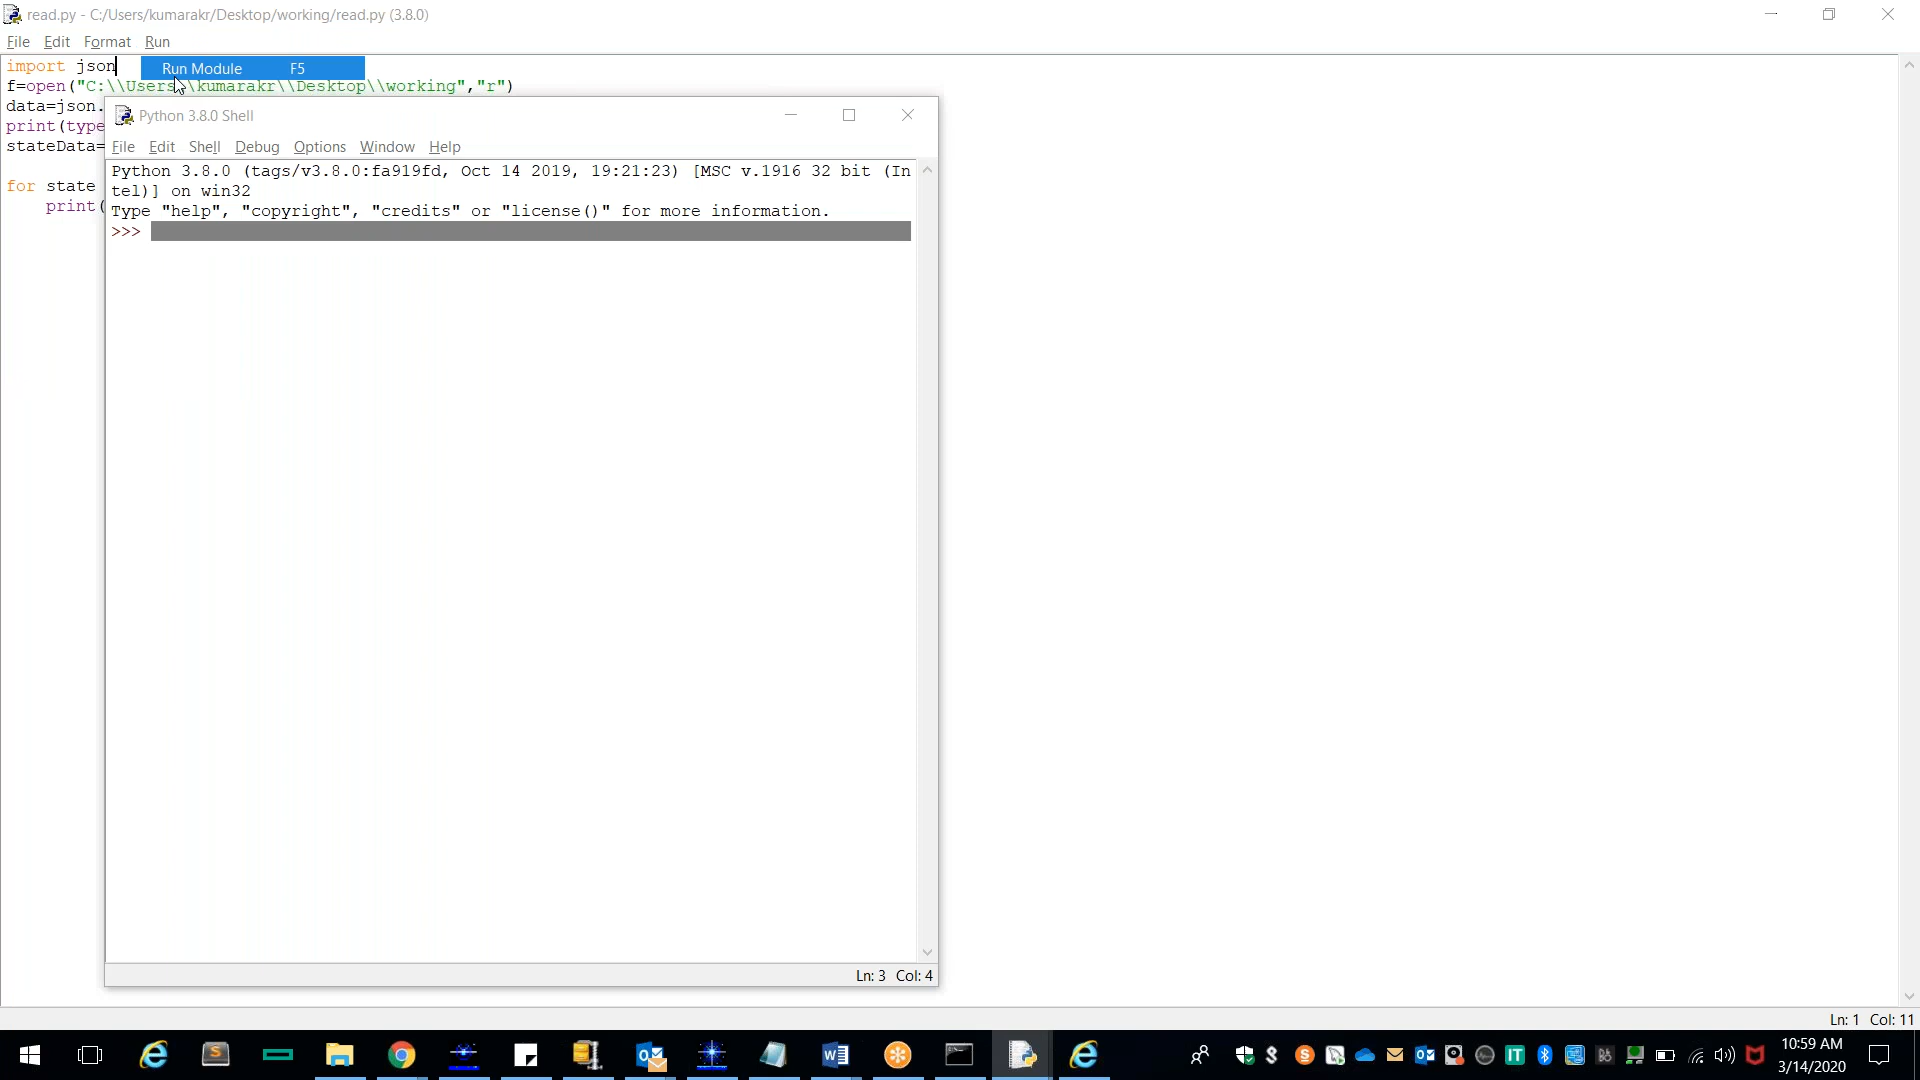 read.py - C:/Users/kumarakr/Desktop/working/read.py (3.8.0)
File Edit Format Run
import json
Run Module F5
f=open("C:\\Users\\kumarakr\\Desktop\\working","r")
data=json.
print(type
stateData=
for state
print(
Python 3.8.0 Shell
File Edit Shell Debug Options Window Help
Python 3.8.0 (tags/v3.8.0:fa919fd, Oct 14 2019, 19:21:23) [MSC v.1916 32 bit (In
tel)] on win32
Type "help", "copyright", "credits" or "license()" for more information.
>>>
Ln: 3 Col: 4
Ln: 1 Col: 11
10:59 AM
3/14/2020